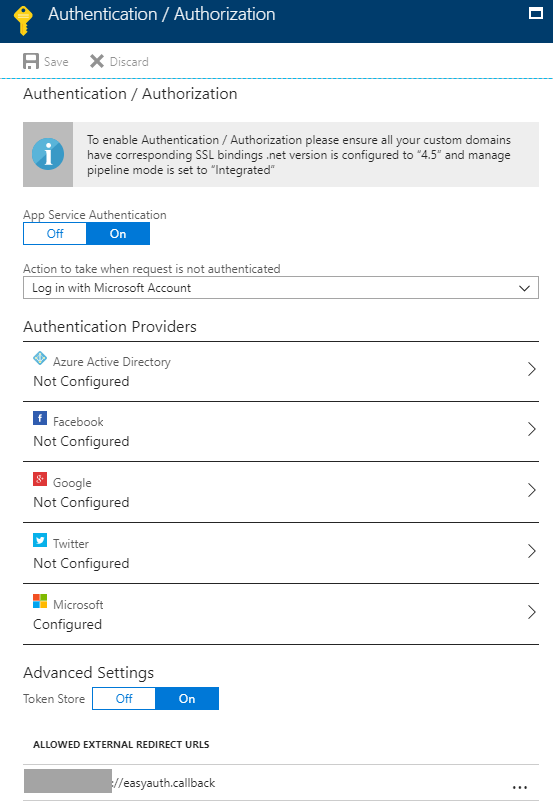 Authentication / Authorization
Save
Discard
Authentication / Authorization
To enable Authentication / Authorization please ensure all your custom domains
have corresponding SSL bindings .net version is configured to “4.5” and manage
pipeline mode is set to “Integrated”
App Service Authentication
Off On
Action to take when request is not authenticated
Log in with Microsoft Account
Authentication Providers
Azure Active Directory
Not Configured
Facebook
Not Configured
Google
Not Configured
Twitter
Not Configured
Microsoft
Configured
Advanced Settings
Token Store Off On
ALLOWED EXTERNAL REDIRECT URLS
://easyauth.callback ...